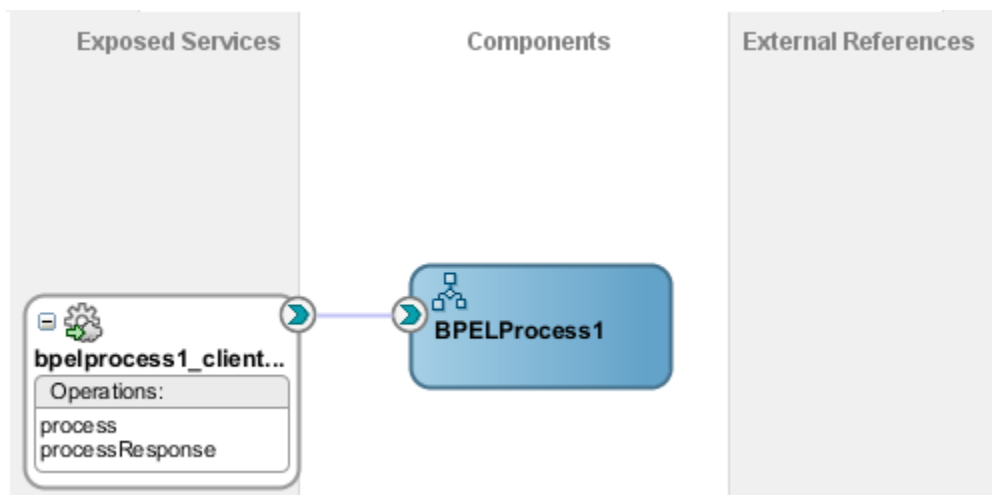 Exposed Services
Components
External References
bpelprocess1_client...
Operations:
process
processResponse
BPELProcess1